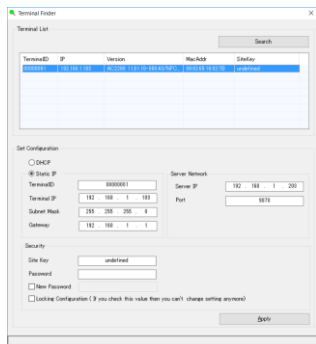 Terminal Finder
Terminal List
Search
TerminalID IP Version MacAddr SiteKey
00000001 192.168.1.103 undefined
Set Configuration
DHCP
Static IP
TerminalID 00000001
Terminal IP 192 . 168 . 1 . 103
Subnet Mask 255 . 255 . 255 . 0
Gateway 192 . 168 . 1 . 1
Server Network
Server IP 192 . 168 . 1 . 203
Port 9870
Security
Site Key undefined
Password
New Password
Locking Configuration ( If you check this value then you can't change setting anymore)
Apply